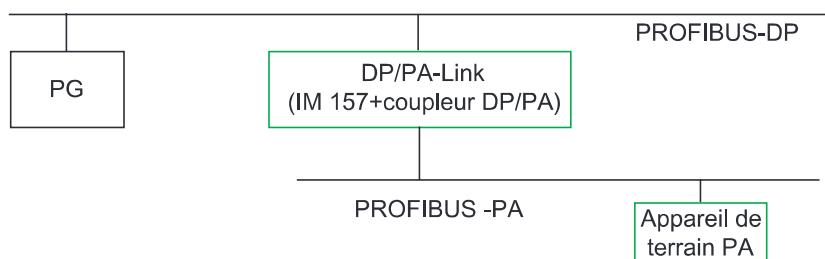 PROFIBUS-DP
PG
DP/PA-Link
(IM 157+coupleur DP/PA)
PROFIBUS -PA
Appareil de
terrain PA